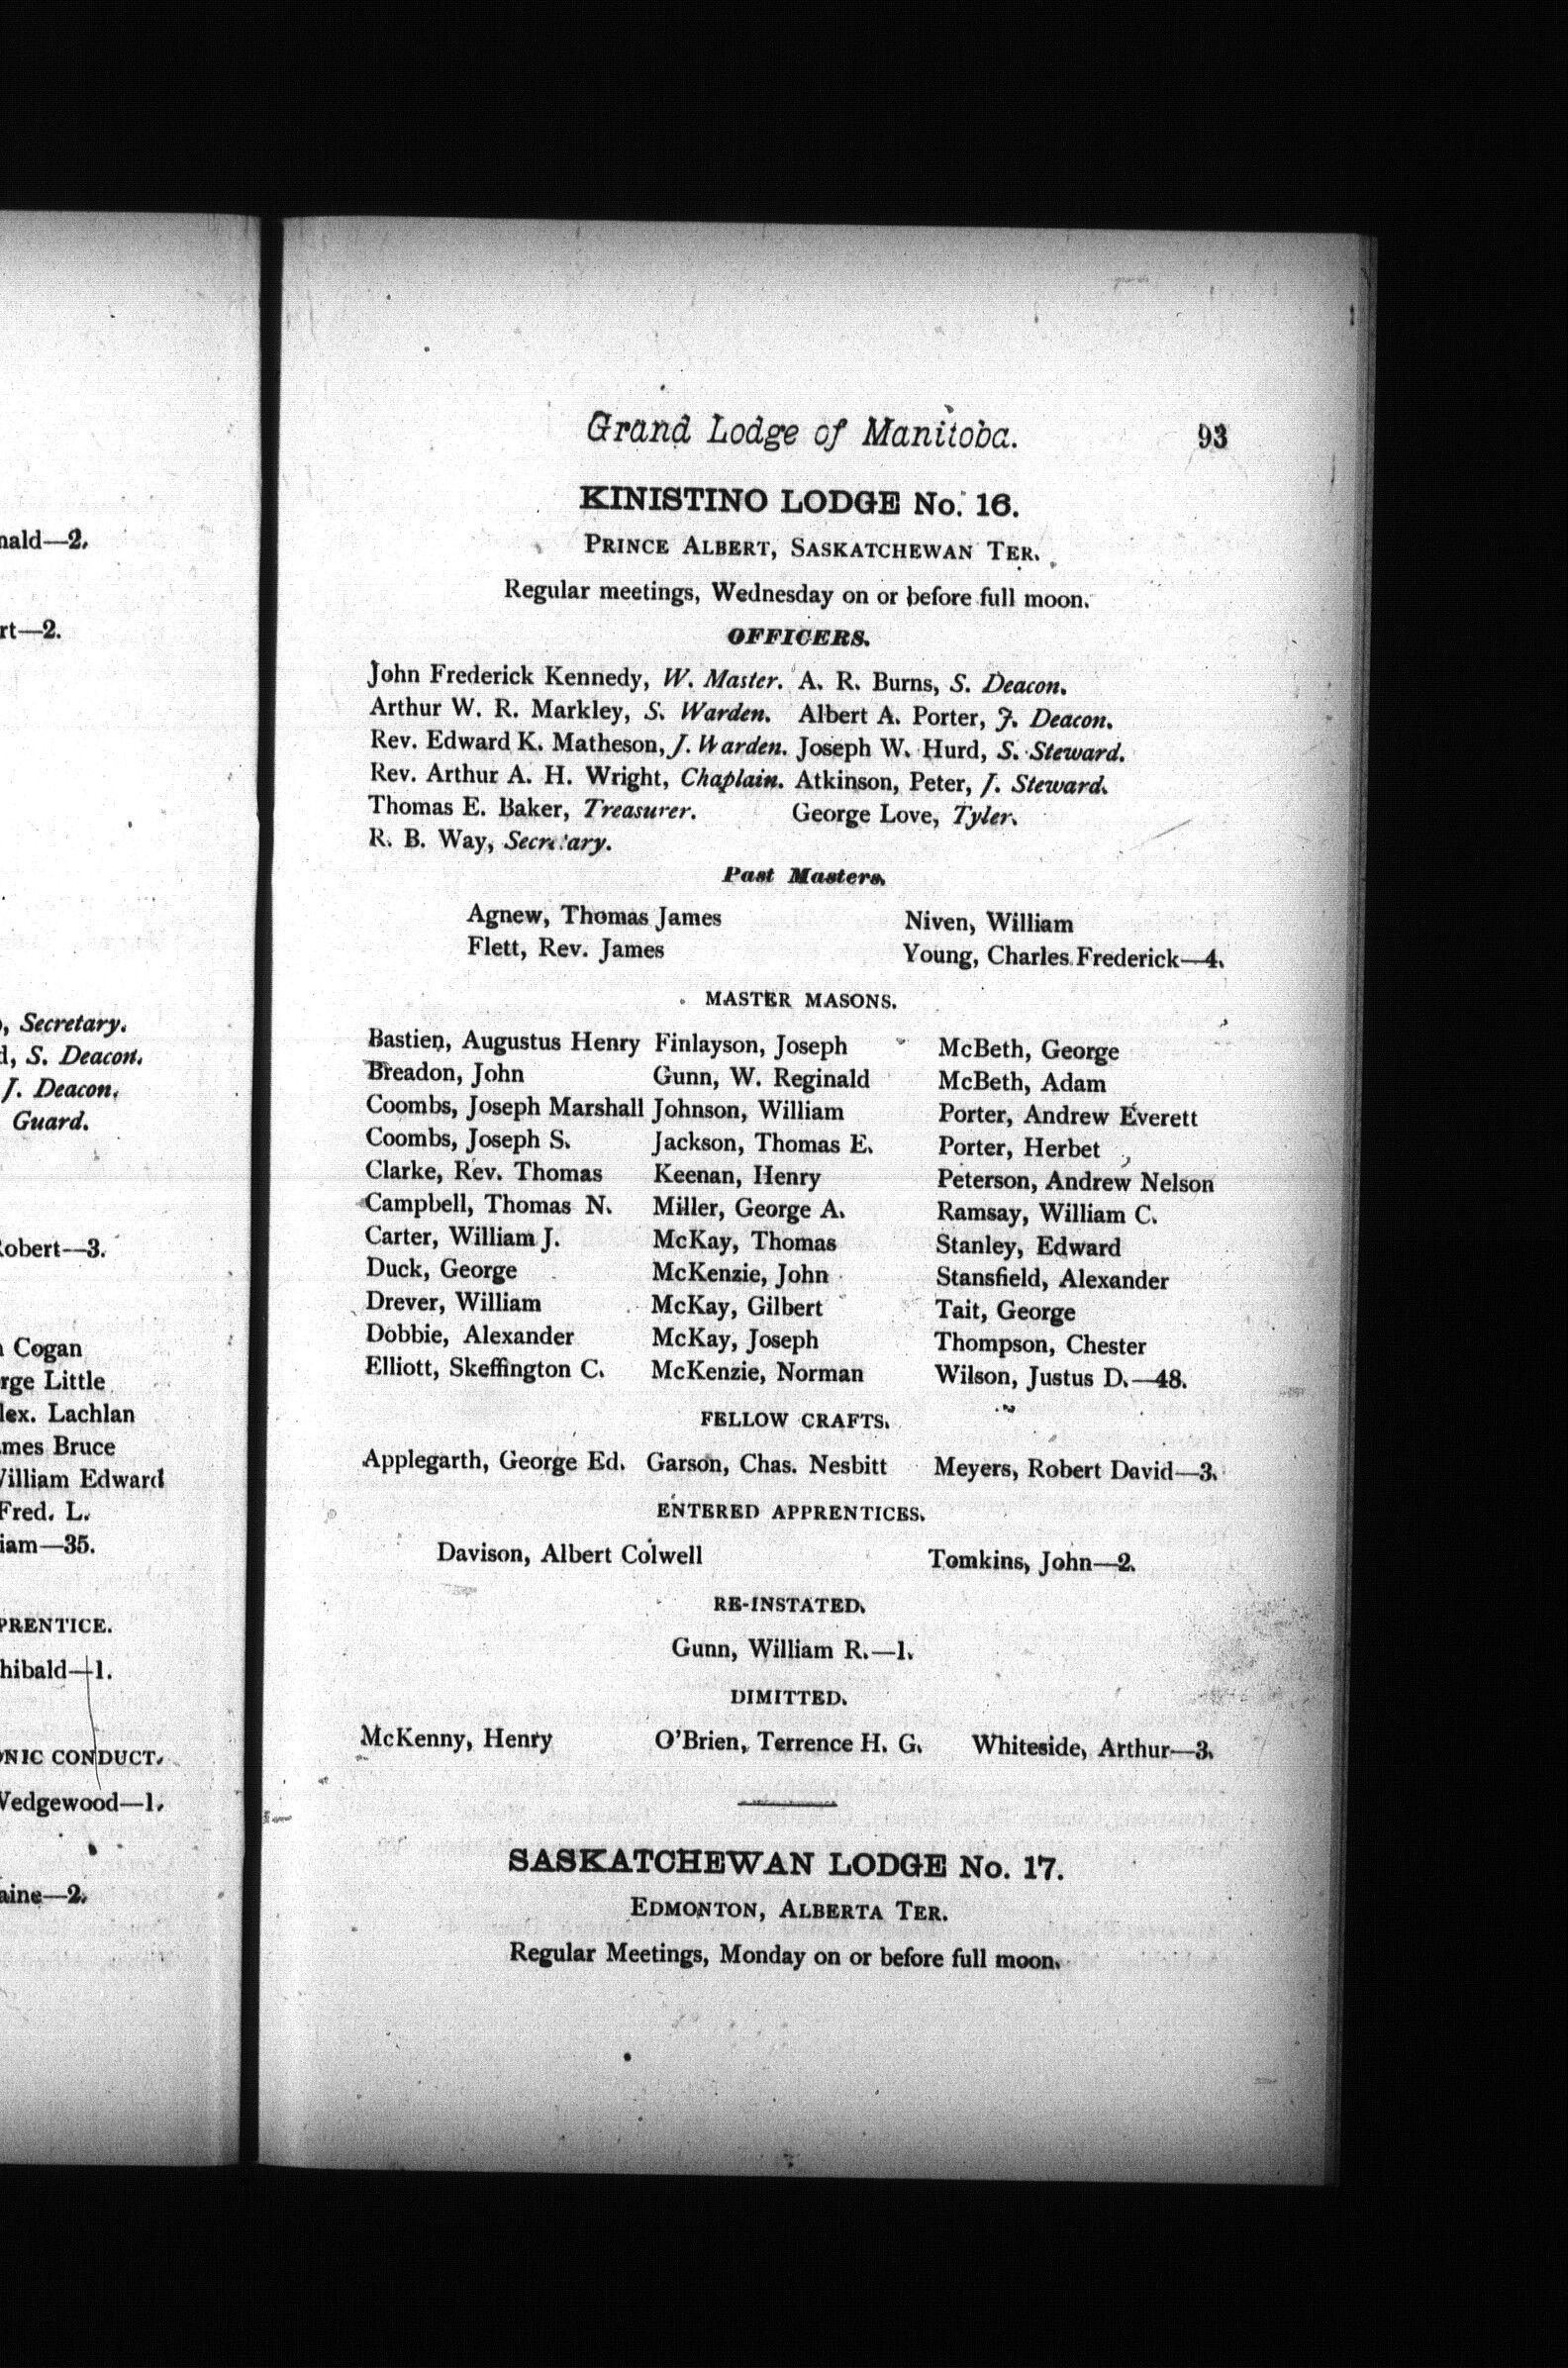 nald—2.
rt—2.
, Secretary.
d, S. Deacon.
J. Deacon.
Guard.
Robert—3.
Cogan
rge Little
lex. Lachlan
mes Bruce
William Edward
Fred. L.
iam—35.
PRENTICE.
hibald—1.
ONIC CONDUCT.
Wedgewood—1.
aine—2.
Grand Lodge of Manitoba. 93
KINISTINO LODGE No. 16.
PRINCE ALBERT, SASKATCHEWAN TER.
Regular meetings, Wednesday on or before full moon.
OFFICERS.
John Frederick Kennedy, W. Master. A. R. Burns, S. Deacon.
Arthur W. R. Markley, S. Warden. Albert A. Porter, J. Deacon.
Rev. Edward K. Matheson, J. Warden. Joseph W. Hurd, S. Steward.
Rev. Arthur A. H. Wright, Chaplain. Atkinson, Peter, J. Steward.
Thomas E. Baker, Treasurer. George Love, Tyler.
R. B. Way, Secretary.
Past Masters.
Agnew, Thomas James Niven, William
Flett, Rev. James Young, Charles Frederick—4.
MASTER MASONS.
Bastien, Augustus Henry Finlayson, Joseph McBeth, George
Breadon, John Gunn, W. Reginald McBeth, Adam
Coombs, Joseph Marshall Johnson, William Porter, Andrew Everett
Coombs, Joseph S. Jackson, Thomas E. Porter, Herbet
Clarke, Rev. Thomas Keenan, Henry Peterson, Andrew Nelson
Campbell, Thomas N. Miller, George A. Ramsay, William C.
Carter, William J. McKay, Thomas Stanley, Edward
Duck, George McKenzie, John Stansfield, Alexander
Drever, William McKay, Gilbert Tait, George
Dobbie, Alexander McKay, Joseph Thompson, Chester
Elliott, Skeffington C. McKenzie, Norman Wilson, Justus D.—48.
FELLOW CRAFTS.
Applegarth, George Ed. Garson, Chas. Nesbitt Meyers, Robert David—3.
ENTERED APPRENTICES.
Davison, Albert Colwell Tomkins, John—2.
RE-INSTATED.
Gunn, William R.—1.
DIMITTED.
McKenny, Henry O'Brien, Terrence H. G. Whiteside, Arthur—3.
SASKATCHEWAN LODGE No. 17.
EDMONTON, ALBERTA TER.
Regular Meetings, Monday on or before full moon.